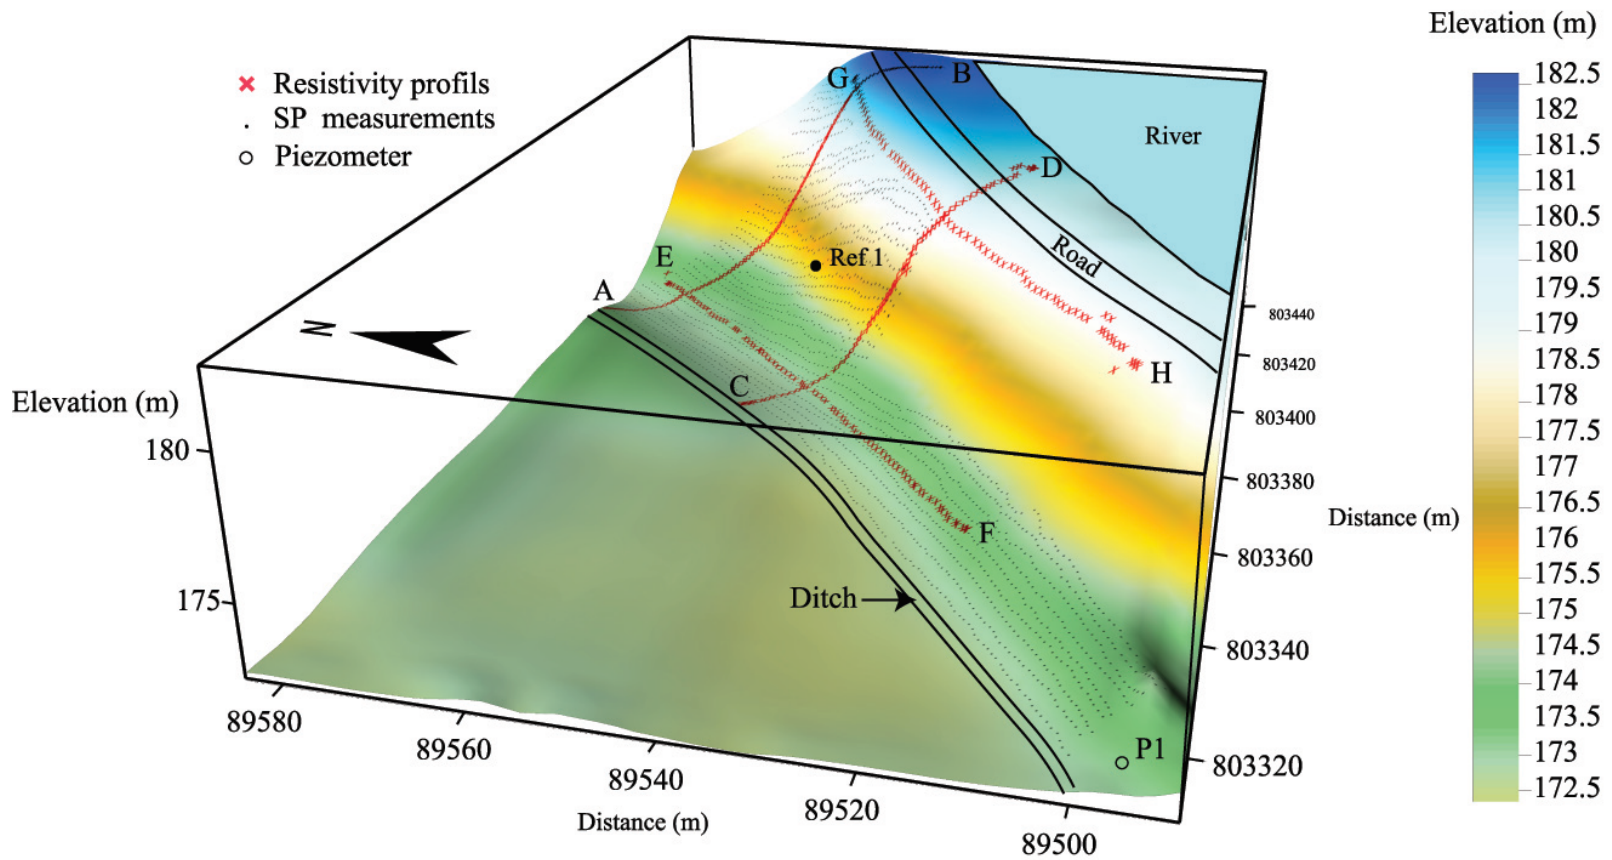 Elevation (m)
Resistivity profils
SP measurements
Piezometer
G
B
River
D
E
Ref 1
Road
A
N
H
C
F
Elevation (m)
180
175
Ditch
P1
89580
89560
89540
89520
89500
Distance (m)
803440
803420
803400
803380
803360
803340
803320
Distance (m)
182.5
182
181.5
181
180.5
180
179.5
179
178.5
178
177.5
177
176.5
176
175.5
175
174.5
174
173.5
173
172.5